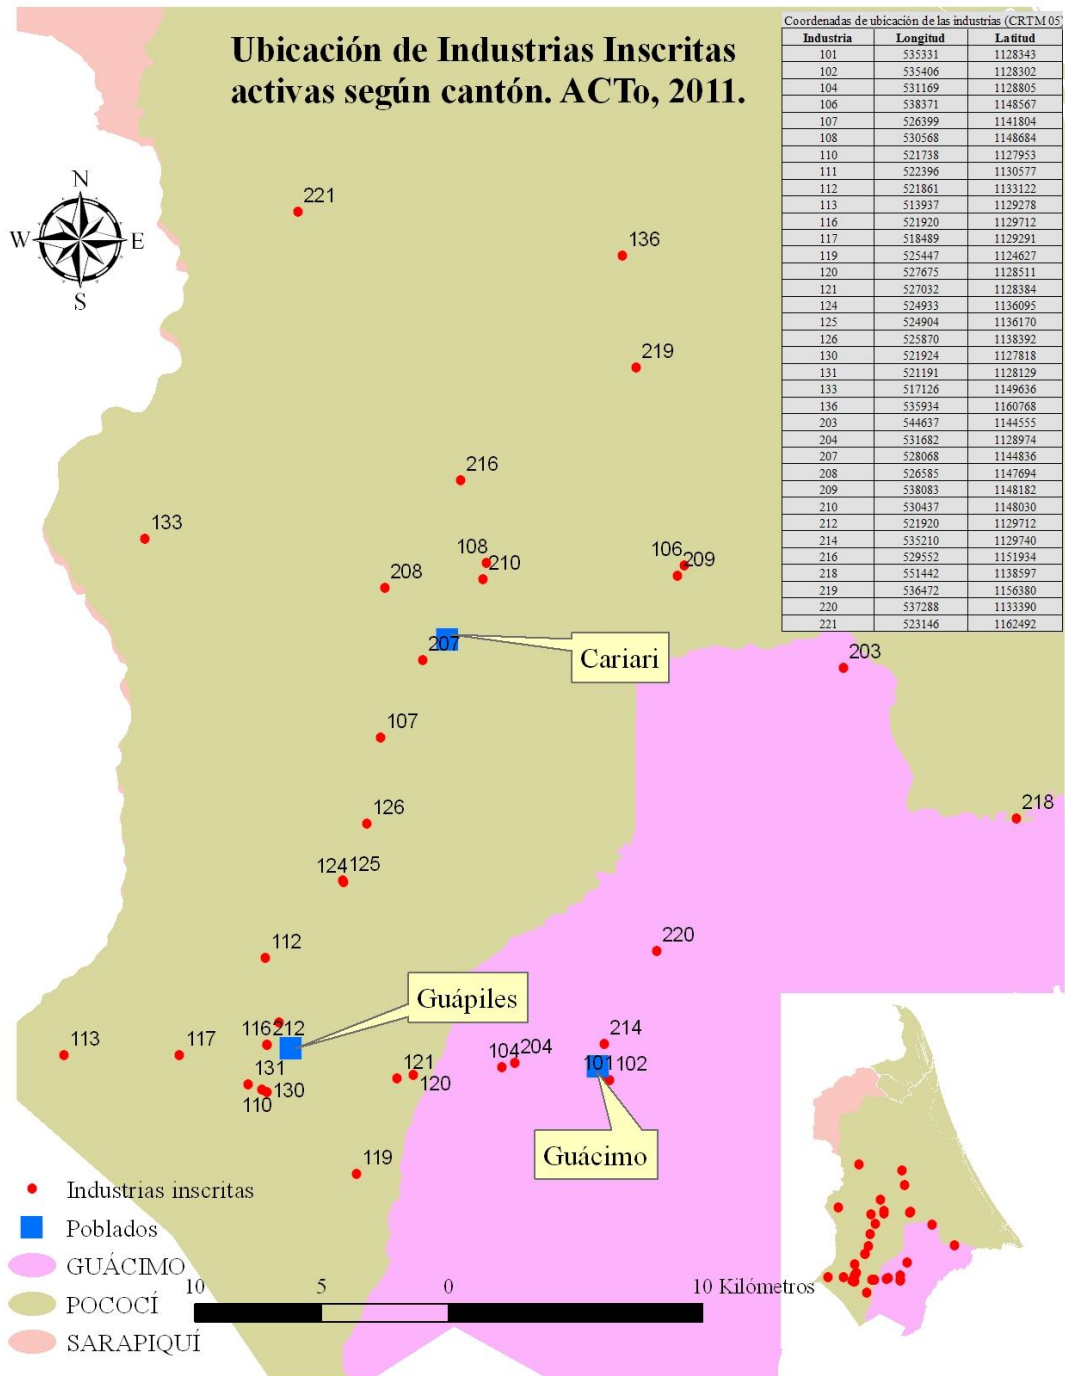 Ubicación de Industrias Inscritas
activas según cantón. ACTo, 2011.
Coordenadas de ubicación de las industrias (CRTM 05)
Industria Longitud Latitud
101 535331 1128343
102 535406 1128302
104 531169 1128805
106 538371 1148567
107 526399 1141804
108 530568 1148684
110 521738 1127953
111 522396 1130577
112 521861 1133122
113 513937 1129278
116 521920 1129712
117 518489 1129291
119 525447 1124627
120 527675 1128511
121 527032 1128384
124 524933 1136095
125 524904 1136170
126 525870 1138392
130 521924 1127818
131 521191 1128129
133 517126 1149636
136 535934 1160768
203 544637 1144555
204 531682 1128974
207 528068 1144836
208 526585 1147694
209 538083 1148182
210 530437 1148030
212 521920 1129712
214 535210 1129740
216 529552 1151934
218 551442 1138597
219 536472 1156380
220 537288 1133390
221 523146 1162492
N
W E
S
221
136
219
216
133
108
210
106
209
208
207
Cariari
203
107
126
218
124 125
112
220
Guápiles
116 212
214
113
117
104 204
101 102
121
120
131
130
110
Guácimo
119
Industrias inscritas
Poblados
GUÁCIMO
POCOCÍ
SARAPIQUÍ
10 5 0 10 Kilómetros